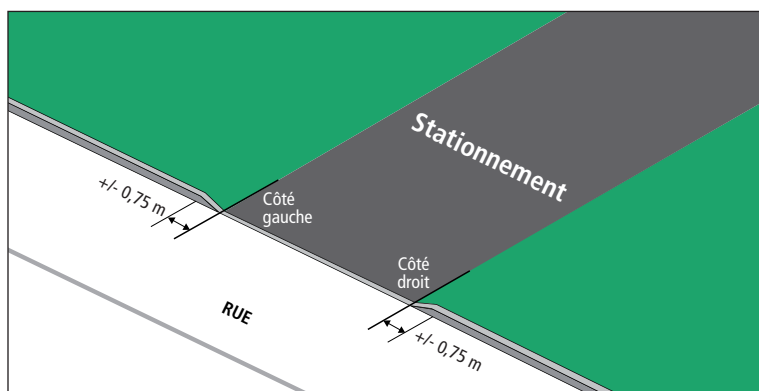 Stationnement
+/- 0,75 m
Côté
gauche
Côté
droit
RUE
+/- 0,75 m